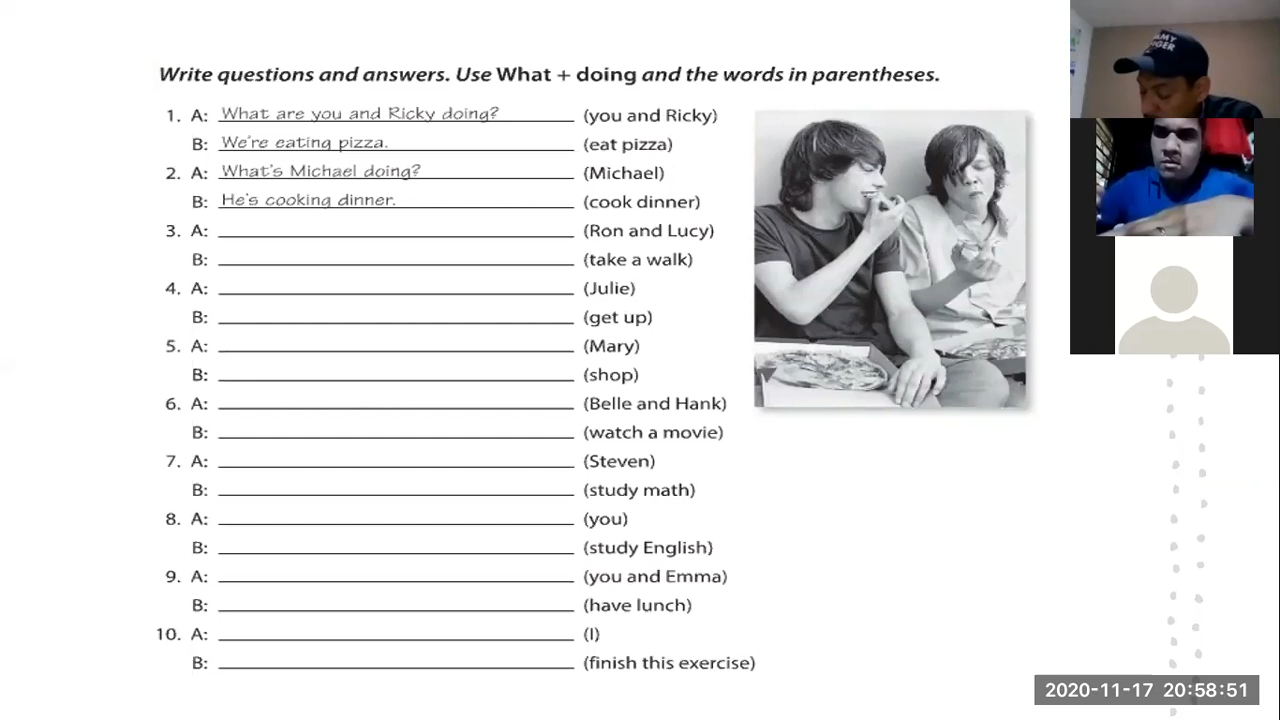 Write questions and answers. Use What + doing and the words in parentheses.
1. A: What are you and Ricky doing? (you and Ricky)
B: We're eating pizza. (eat pizza)
2. A: What's Michael doing? (Michael)
B: He's cooking dinner. (cook dinner)
3. A: (Ron and Lucy)
B: (take a walk)
4. A: (Julie)
B: (get up)
5. A: (Mary)
B: (shop)
6. A: (Belle and Hank)
B: (watch a movie)
7. A: (Steven)
B: (study math)
8. A: (you)
B: (study English)
9. A: (you and Emma)
B: (have lunch)
10. A: (I)
B: (finish this exercise)
2020-11-17 20:58:51